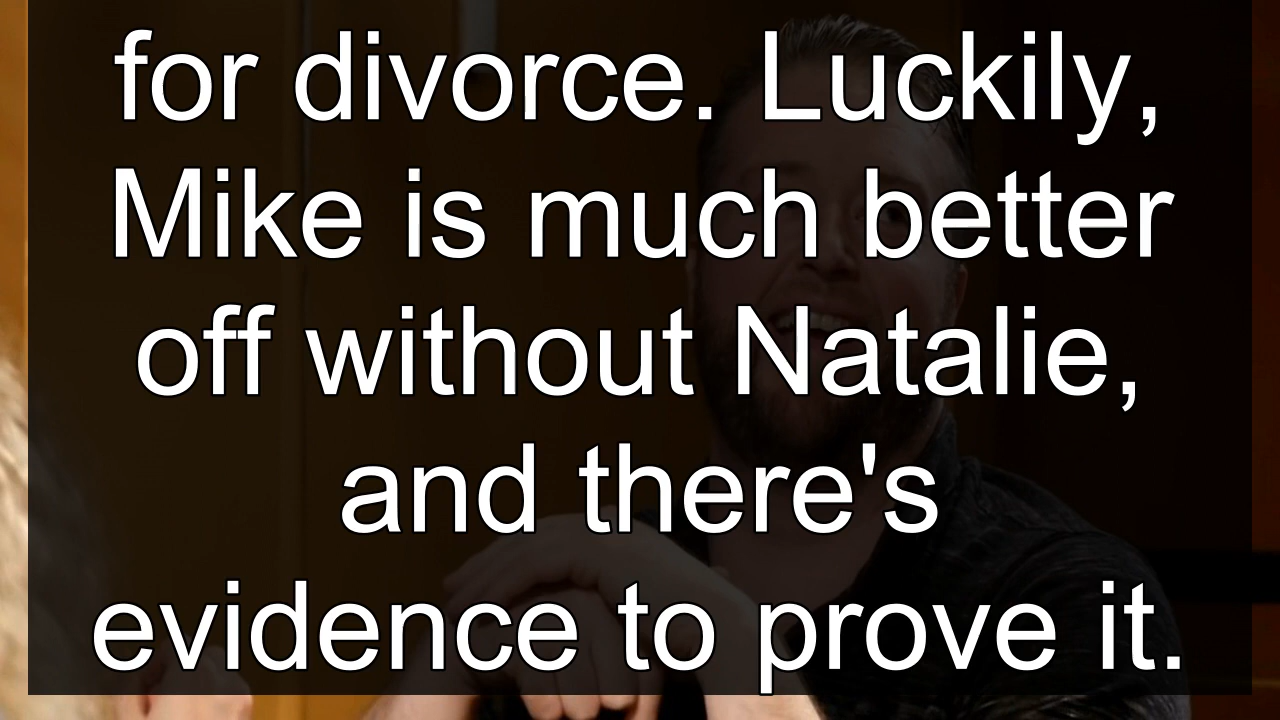 for divorce. Luckily,
Mike is much better
off without Natalie,
and there's
evidence to prove it.